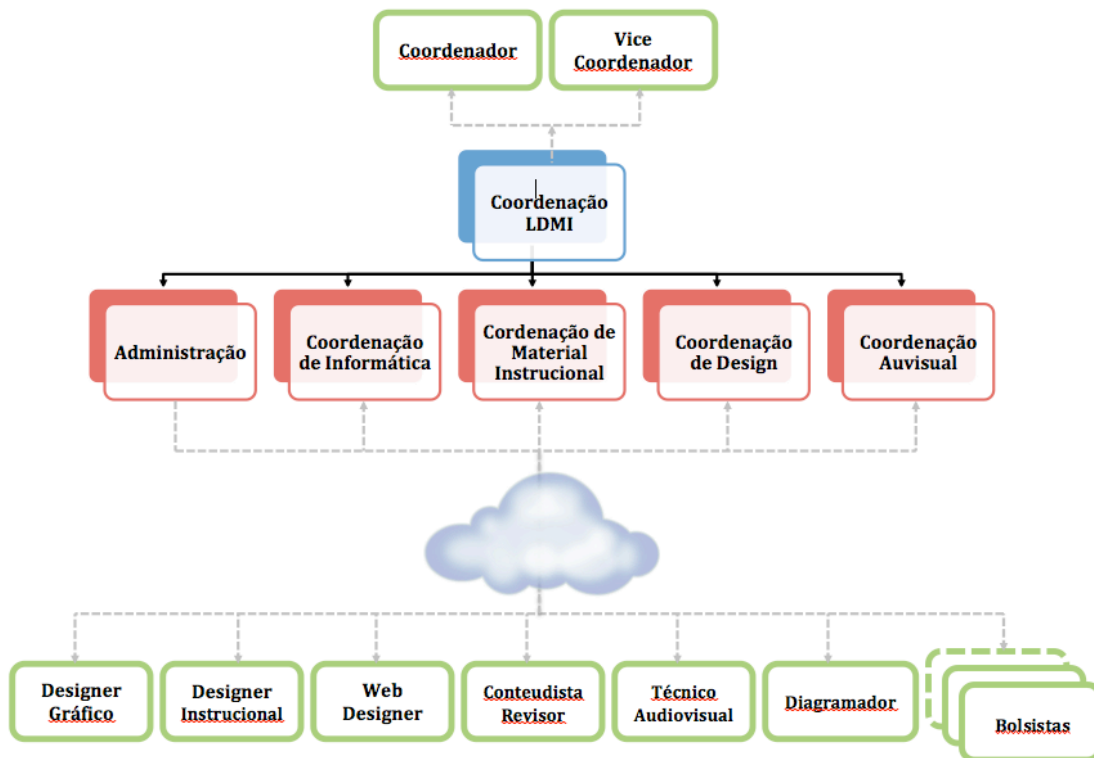 Coordenador
Vice
Coordenador
Coordenação
LDMI
Administração
Coordenação
de Informática
Cordenação de
Material
Instrucional
Coordenação
de Design
Coordenação
Auvisual
Designer
Gráfico
Designer
Instrucional
Web
Designer
Conteudista
Revisor
Técnico
Audiovisual
Diagramador
Bolsistas